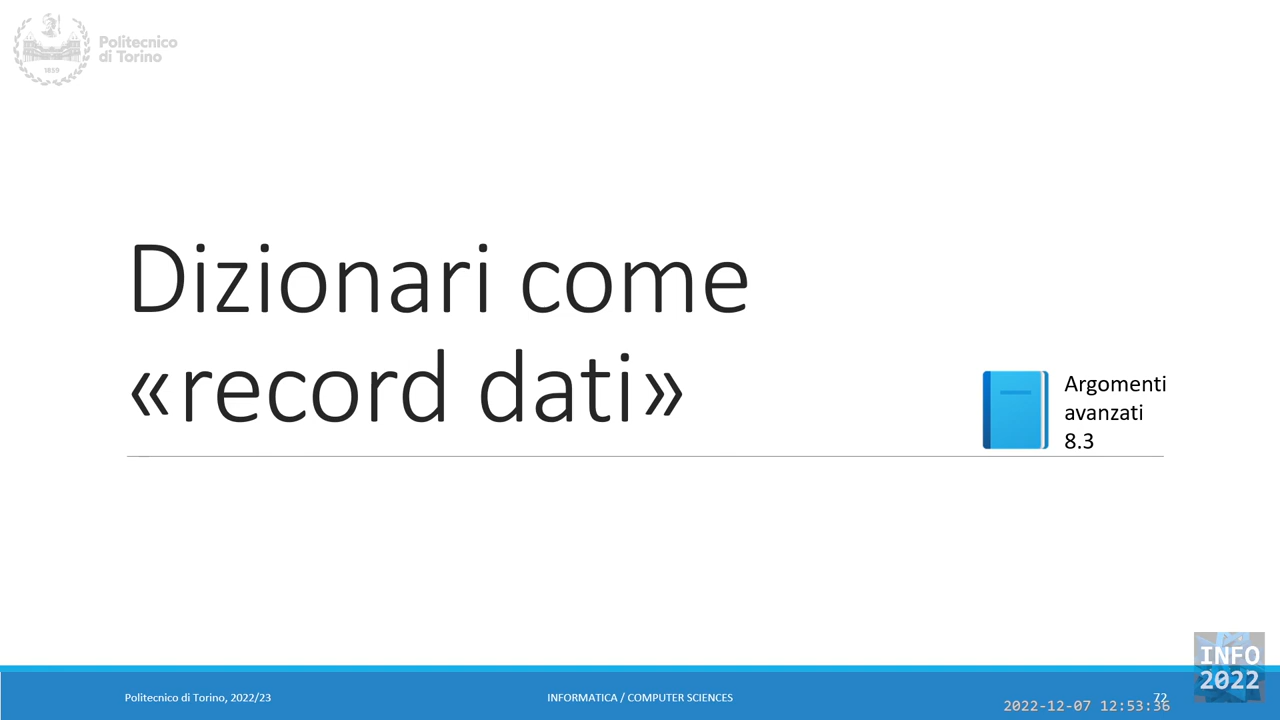 Politecnico
di Torino
1859
Dizionari come
«record dati»
Argomenti
avanzati
8.3
INFO
2022
Politecnico di Torino, 2022/23
INFORMATICA / COMPUTER SCIENCES
72
2022-12-07 12:53:36